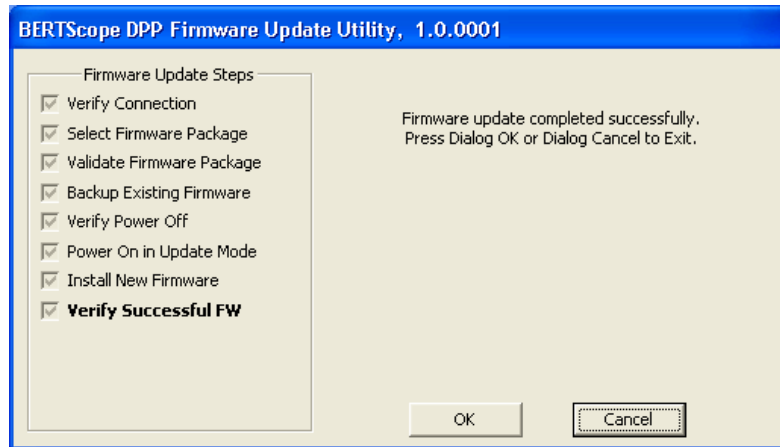 BERTScope DPP Firmware Update Utility, 1.0.0001
Firmware Update Steps
Verify Connection
Select Firmware Package
Validate Firmware Package
Backup Existing Firmware
Verify Power Off
Power On in Update Mode
Install New Firmware
Verify Successful FW
Firmware update completed successfully.
Press Dialog OK or Dialog Cancel to Exit.
OK
Cancel